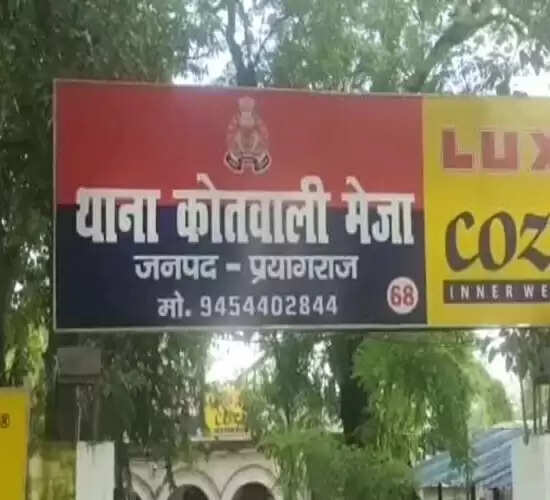 थाना कोतवाली मेजा
जनपद - प्रयागराज
मो. 9454402844
68
LUX
COZ
INNER WE
®